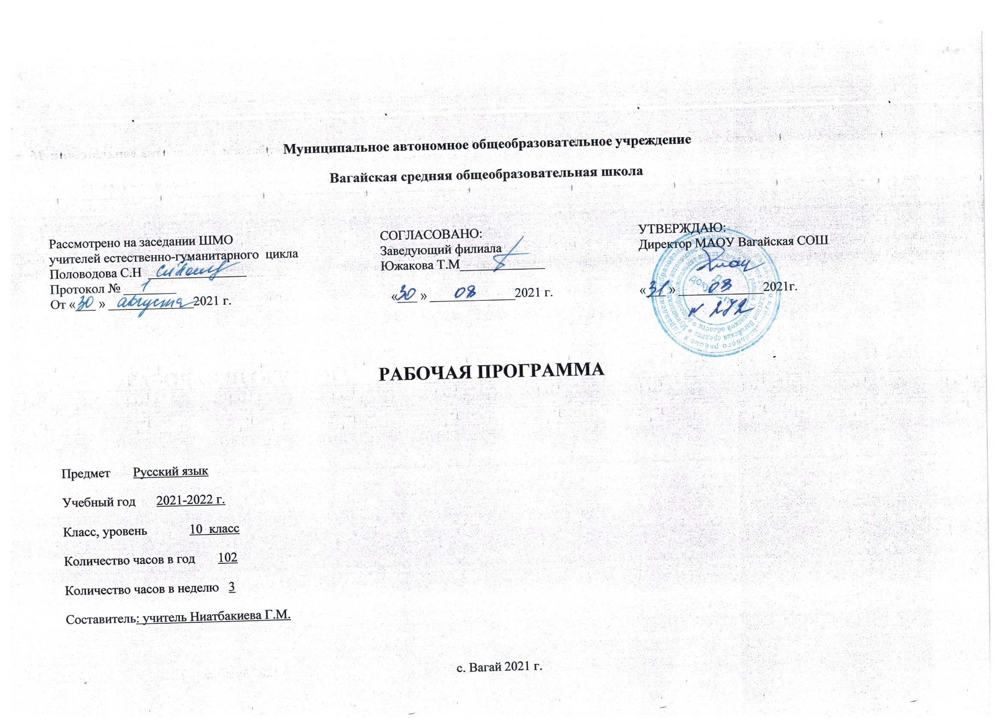 Муниципальное автономное общеобразовательное учреждение
Вагайская средняя общеобразовательная школа
Рассмотрено на заседании ШМО
учителей естественно-гуманитарного цикла
Половодова С.Н
Протокол № 1
От «30» августа 2021 г.
СОГЛАСОВАНО:
Заведующий филиала
Южакова Т.М
«30» 08 2021 г.
УТВЕРЖДАЮ:
Директор МАОУ Вагайская СОШ
«31» 08 2021г.
№ 272
РАБОЧАЯ ПРОГРАММА
Предмет Русский язык
Учебный год 2021-2022 г.
Класс, уровень 10 класс
Количество часов в год 102
Количество часов в неделю 3
Составитель: учитель Ниатбакиева Г.М.
с. Вагай 2021 г.